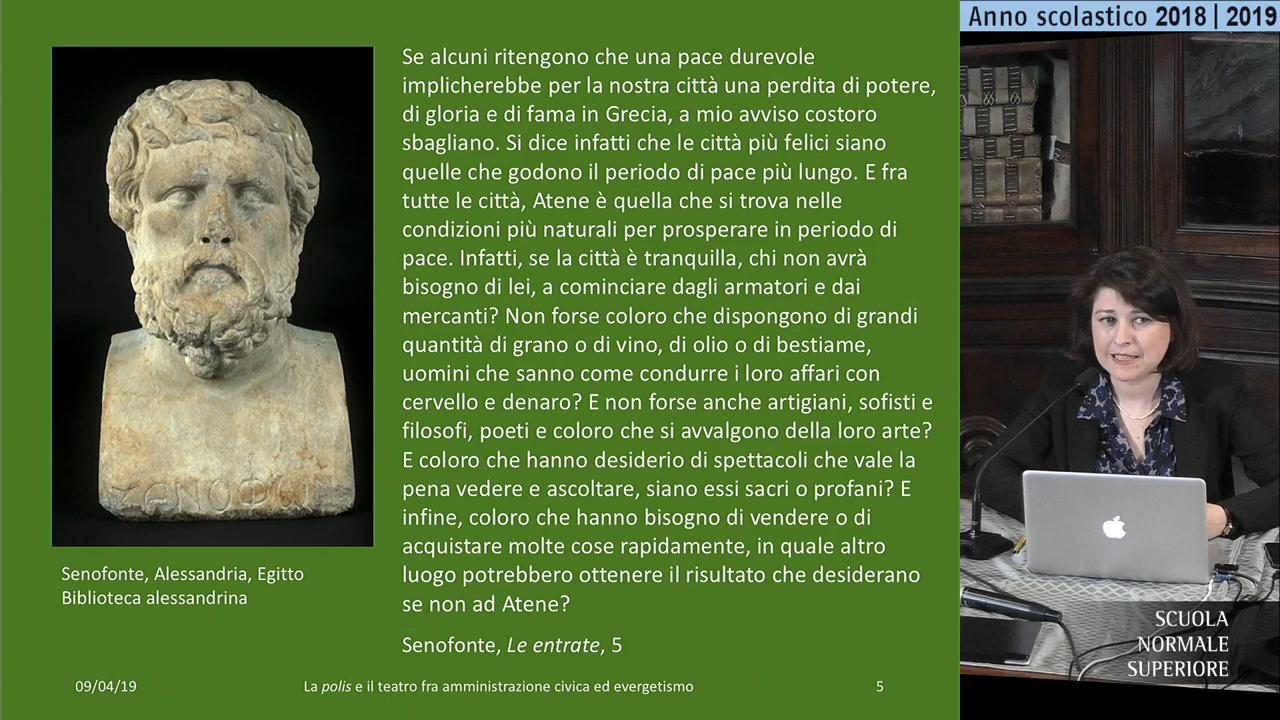 Anno scolastico 2018 | 2019
Se alcuni ritengono che una pace durevole
implicherebbe per la nostra città una perdita di potere,
di gloria e di fama in Grecia, a mio avviso costoro
sbagliano. Si dice infatti che le città più felici siano
quelle che godono il periodo di pace più lungo. E fra
tutte le città, Atene è quella che si trova nelle
condizioni più naturali per prosperare in periodo di
pace. Infatti, se la città è tranquilla, chi non avrà
bisogno di lei, a cominciare dagli armatori e dai
mercanti? Non forse coloro che dispongono di grandi
quantità di grano o di vino, di olio o di bestiame,
uomini che sanno come condurre i loro affari con
cervello e denaro? E non forse anche artigiani, sofisti e
filosofi, poeti e coloro che si avvalgono della loro arte?
E coloro che hanno desiderio di spettacoli che vale la
pena vedere e ascoltare, siano essi sacri o profani? E
infine, coloro che hanno bisogno di vendere o di
acquistare molte cose rapidamente, in quale altro
luogo potrebbero ottenere il risultato che desiderano
se non ad Atene?
Senofonte, Le entrate, 5
Senofonte, Alessandria, Egitto
Biblioteca alessandrina
09/04/19
La polis e il teatro fra amministrazione civica ed evergetismo
5
SCUOLA
NORMALE
SUPERIORE